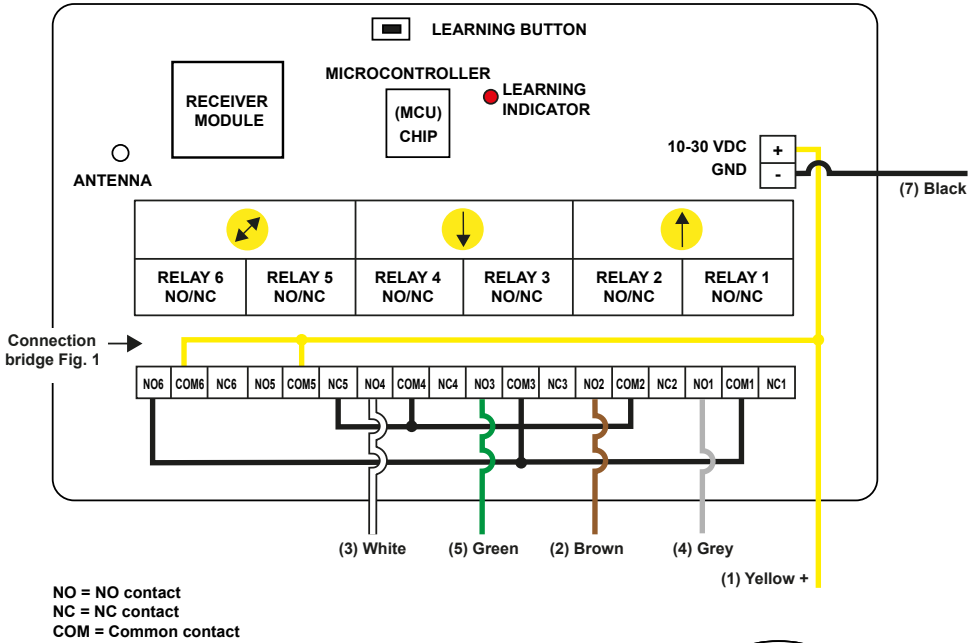 LEARNING BUTTON
MICROCONTROLLER
LEARNING
INDICATOR
RECEIVER
MODULE
(MCU)
CHIP
ANTENNA
10-30 VDC
+
GND
-
(7) Black
RELAY 6
NO/NC
RELAY 5
NO/NC
RELAY 4
NO/NC
RELAY 3
NO/NC
RELAY 2
NO/NC
RELAY 1
NO/NC
Connection
bridge Fig. 1
NO6 COM6 NC6 NO5 COM5 NC5 NO4 COM4 NC4 NO3 COM3 NC3 NO2 COM2 NC2 NO1 COM1 NC1
(3) White
(5) Green
(2) Brown
(4) Grey
(1) Yellow +
NO = NO contact
NC = NC contact
COM = Common contact